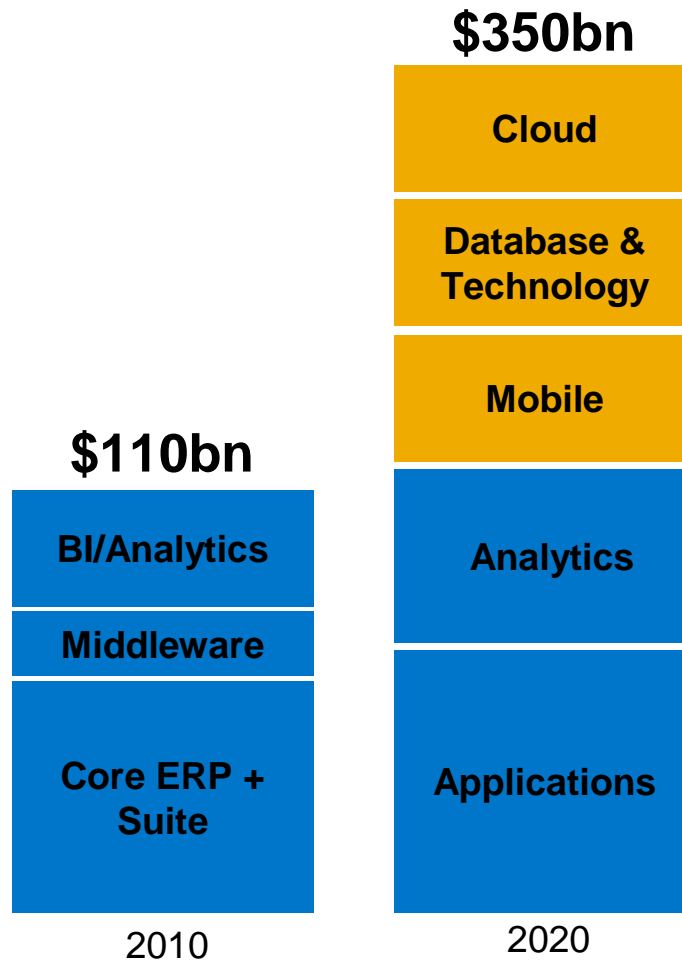 $350bn
Cloud
Database &
Technology
Mobile
Analytics
Applications
2020
$110bn
BI/Analytics
Middleware
Core ERP +
Suite
2010